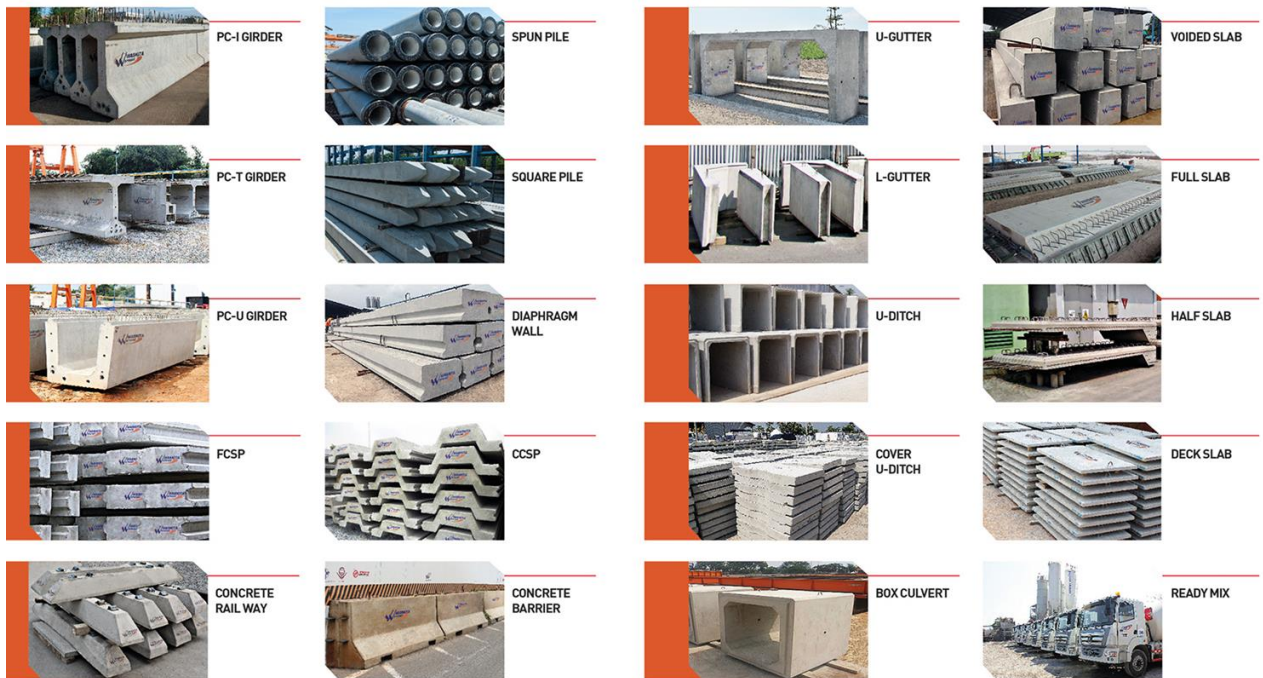 PC-I GIRDER
SPUN PILE
U-GUTTER
VOIDED SLAB
PC-T GIRDER
SQUARE PILE
L-GUTTER
FULL SLAB
PC-U GIRDER
DIAPHRAGM
WALL
U-DITCH
HALF SLAB
FCSP
CCSP
COVER
U-DITCH
DECK SLAB
CONCRETE
RAIL WAY
CONCRETE
BARRIER
BOX CULVERT
READY MIX